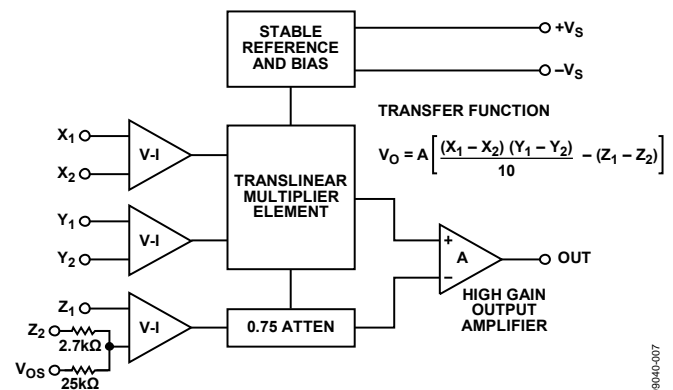 STABLE
REFERENCE
AND BIAS
+VS
–VS
TRANSFER FUNCTION
VO = A [ (X1 – X2) (Y1 – Y2) / 10 – (Z1 – Z2) ]
X1
X2
V-I
TRANSLINEAR
MULTIPLIER
ELEMENT
Y1
Y2
V-I
+
A
–
OUT
HIGH GAIN
OUTPUT
AMPLIFIER
Z1
Z2
2.7kΩ
V-I
0.75 ATTEN
VOS
25kΩ
9040-007